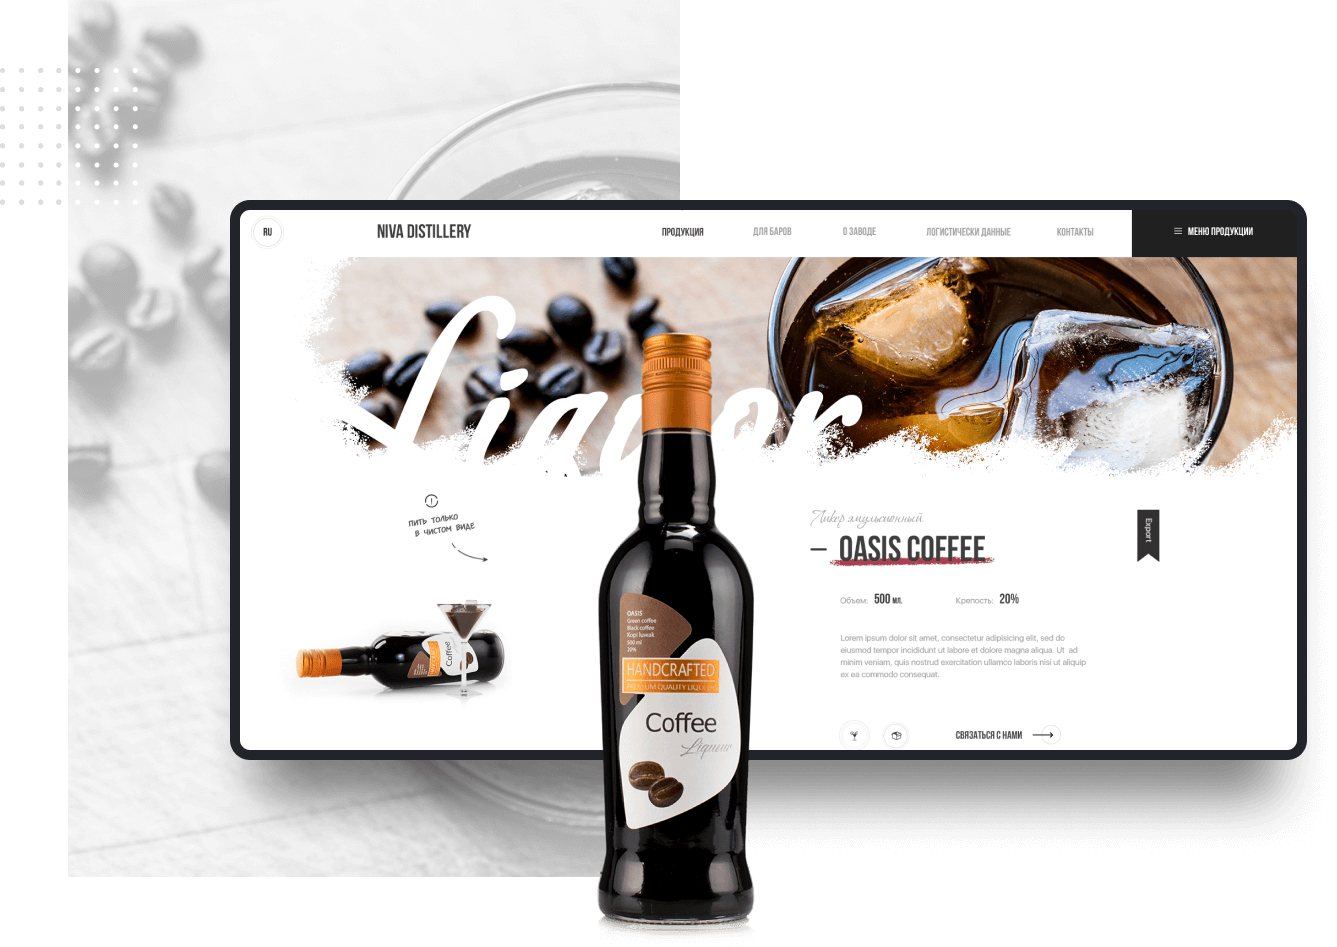 RU
NIVA DISTILLERY
ПРОДУКЦИЯ
ДЛЯ БАРОВ
О ЗАВОДЕ
ЛОГИСТИЧЕСКИ ДАННЫЕ
КОНТАКТЫ
МЕНЮ ПРОДУКЦИИ
Liquor
ПИТЬ ТОЛЬКО
В ЧИСТОМ ВИДЕ
Ликер эмульсионный
Export
– OASIS COFFEE
Объем: 500 МЛ.
Крепость: 20%
Lorem ipsum dolor sit amet, consectetur adipisicing elit, sed do
eiusmod tempor incididunt ut labore et dolore magna aliqua. Ut ad
minim veniam, quis nostrud exercitation ullamco laboris nisi ut aliquip
ex ea commodo consequat.
СВЯЗАТЬСЯ С НАМИ
OASIS
Green coffee
Black coffee
Kopi luwak
500 ml
20%
HANDCRAFTED
PREMIUM QUALITY LIQUEUR
Coffee
Liqueur
Coffee